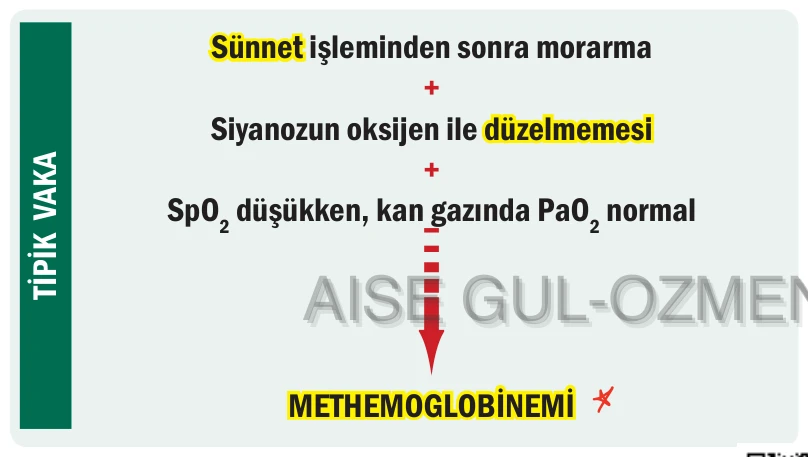 TİPİK VAKA
Sünnet işleminden sonra morarma
+
Siyanozun oksijen ile düzelmemesi
+
SpO₂ düşükken, kan gazında PaO₂ normal
AISE GUL-OZMEN
METHEMOGLOBİNEMİ